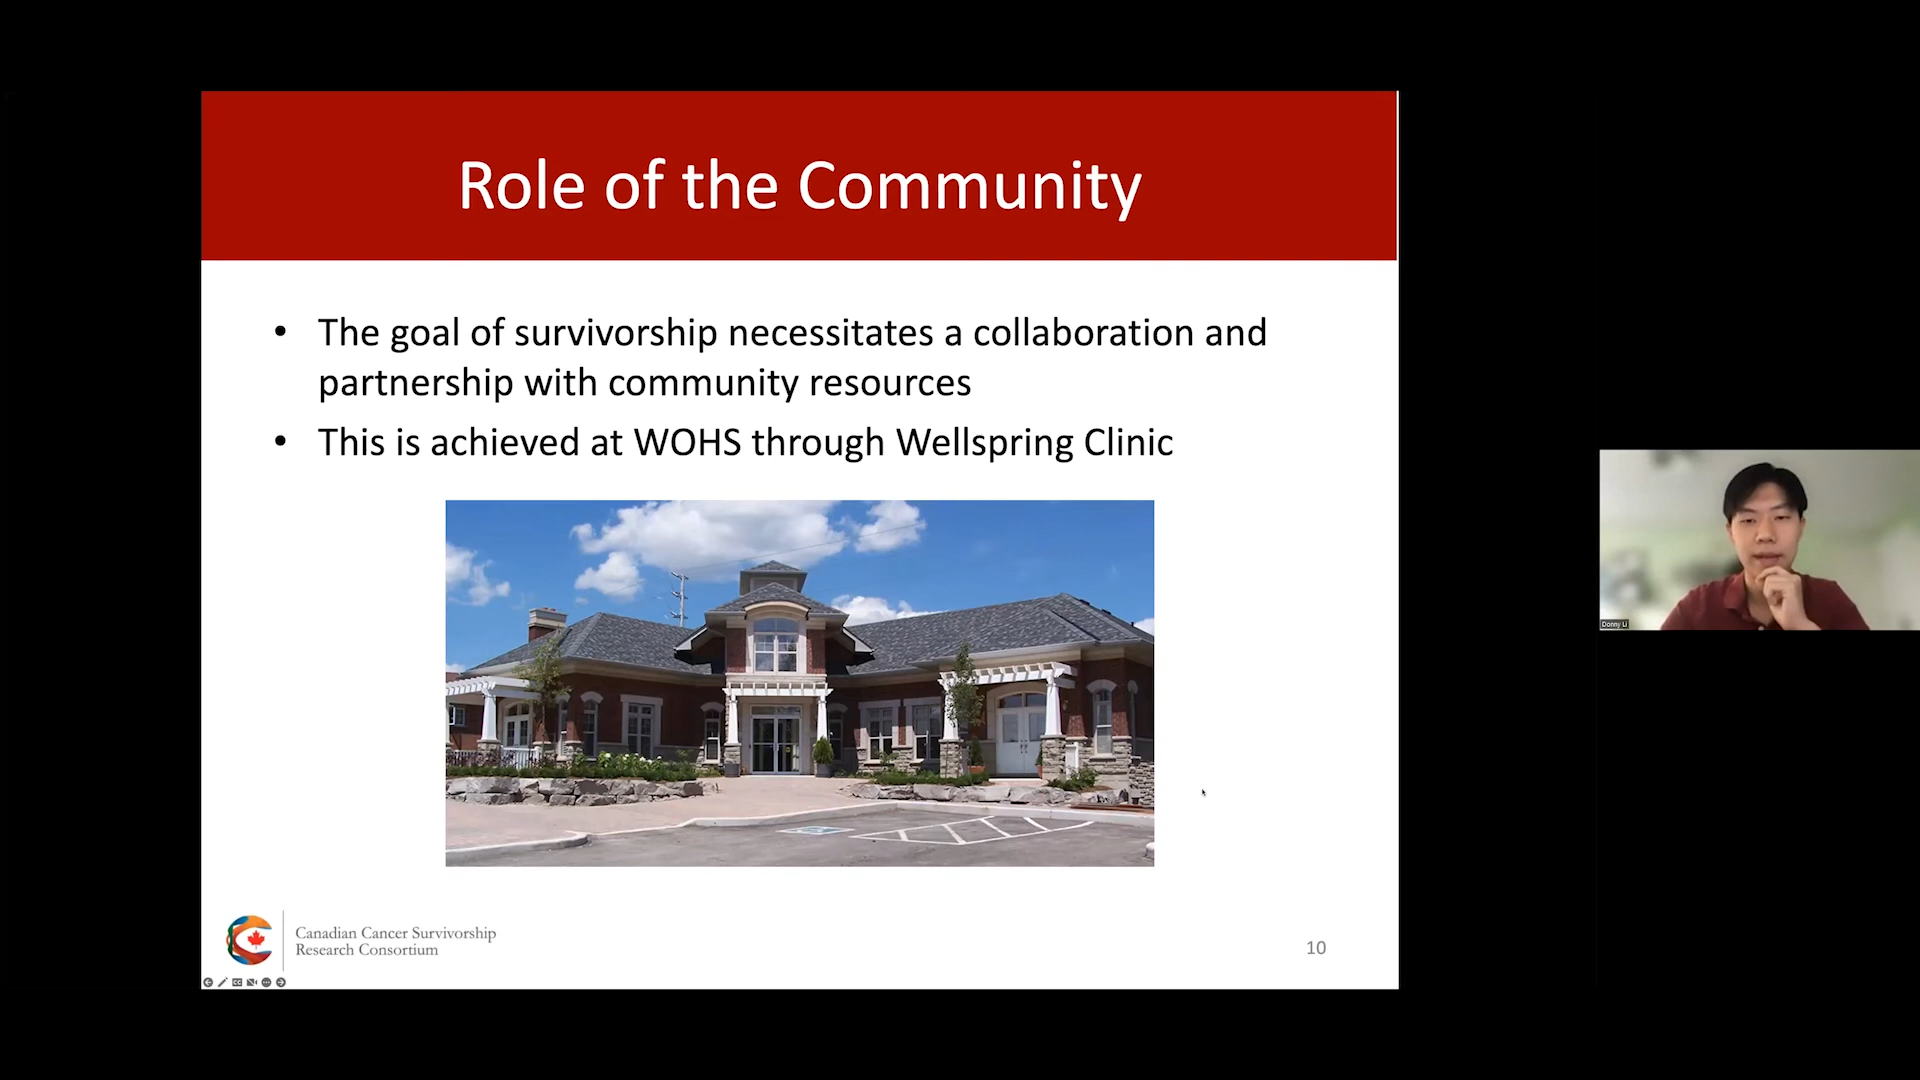 Role of the Community
• The goal of survivorship necessitates a collaboration and
partnership with community resources
• This is achieved at WOHS through Wellspring Clinic
Canadian Cancer Survivorship
Research Consortium
10
Donny Li